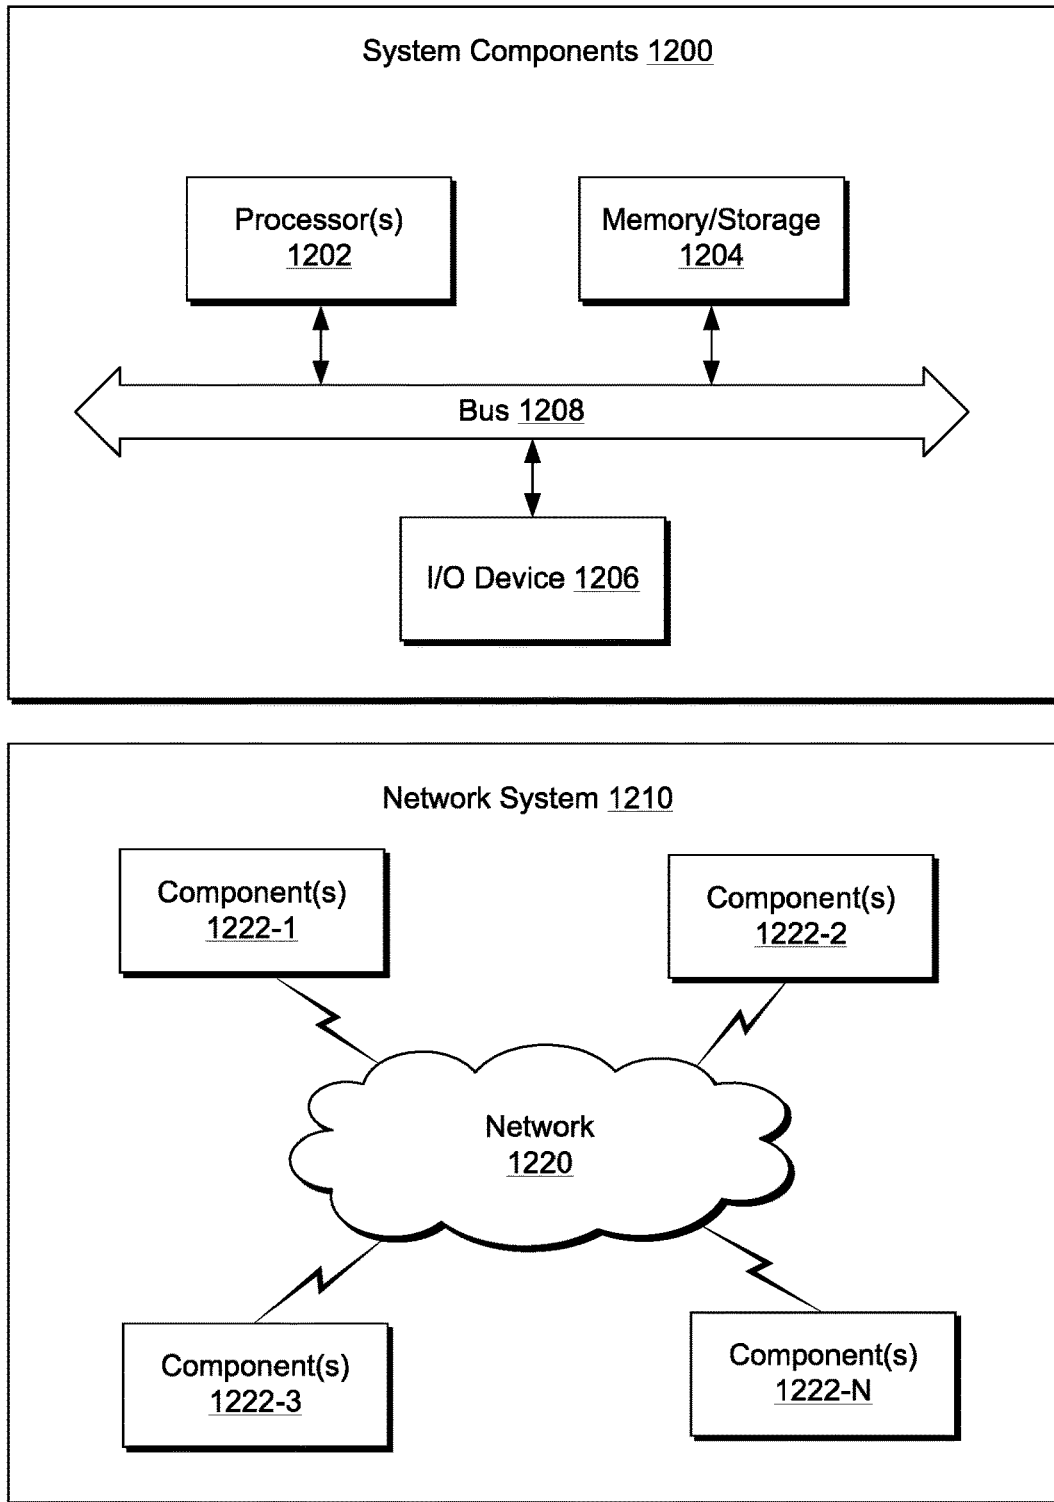 System Components 1200
Processor(s)
1202
Memory/Storage
1204
Bus 1208
I/O Device 1206
Network System 1210
Component(s)
1222-1
Component(s)
1222-2
Network
1220
Component(s)
1222-3
Component(s)
1222-N